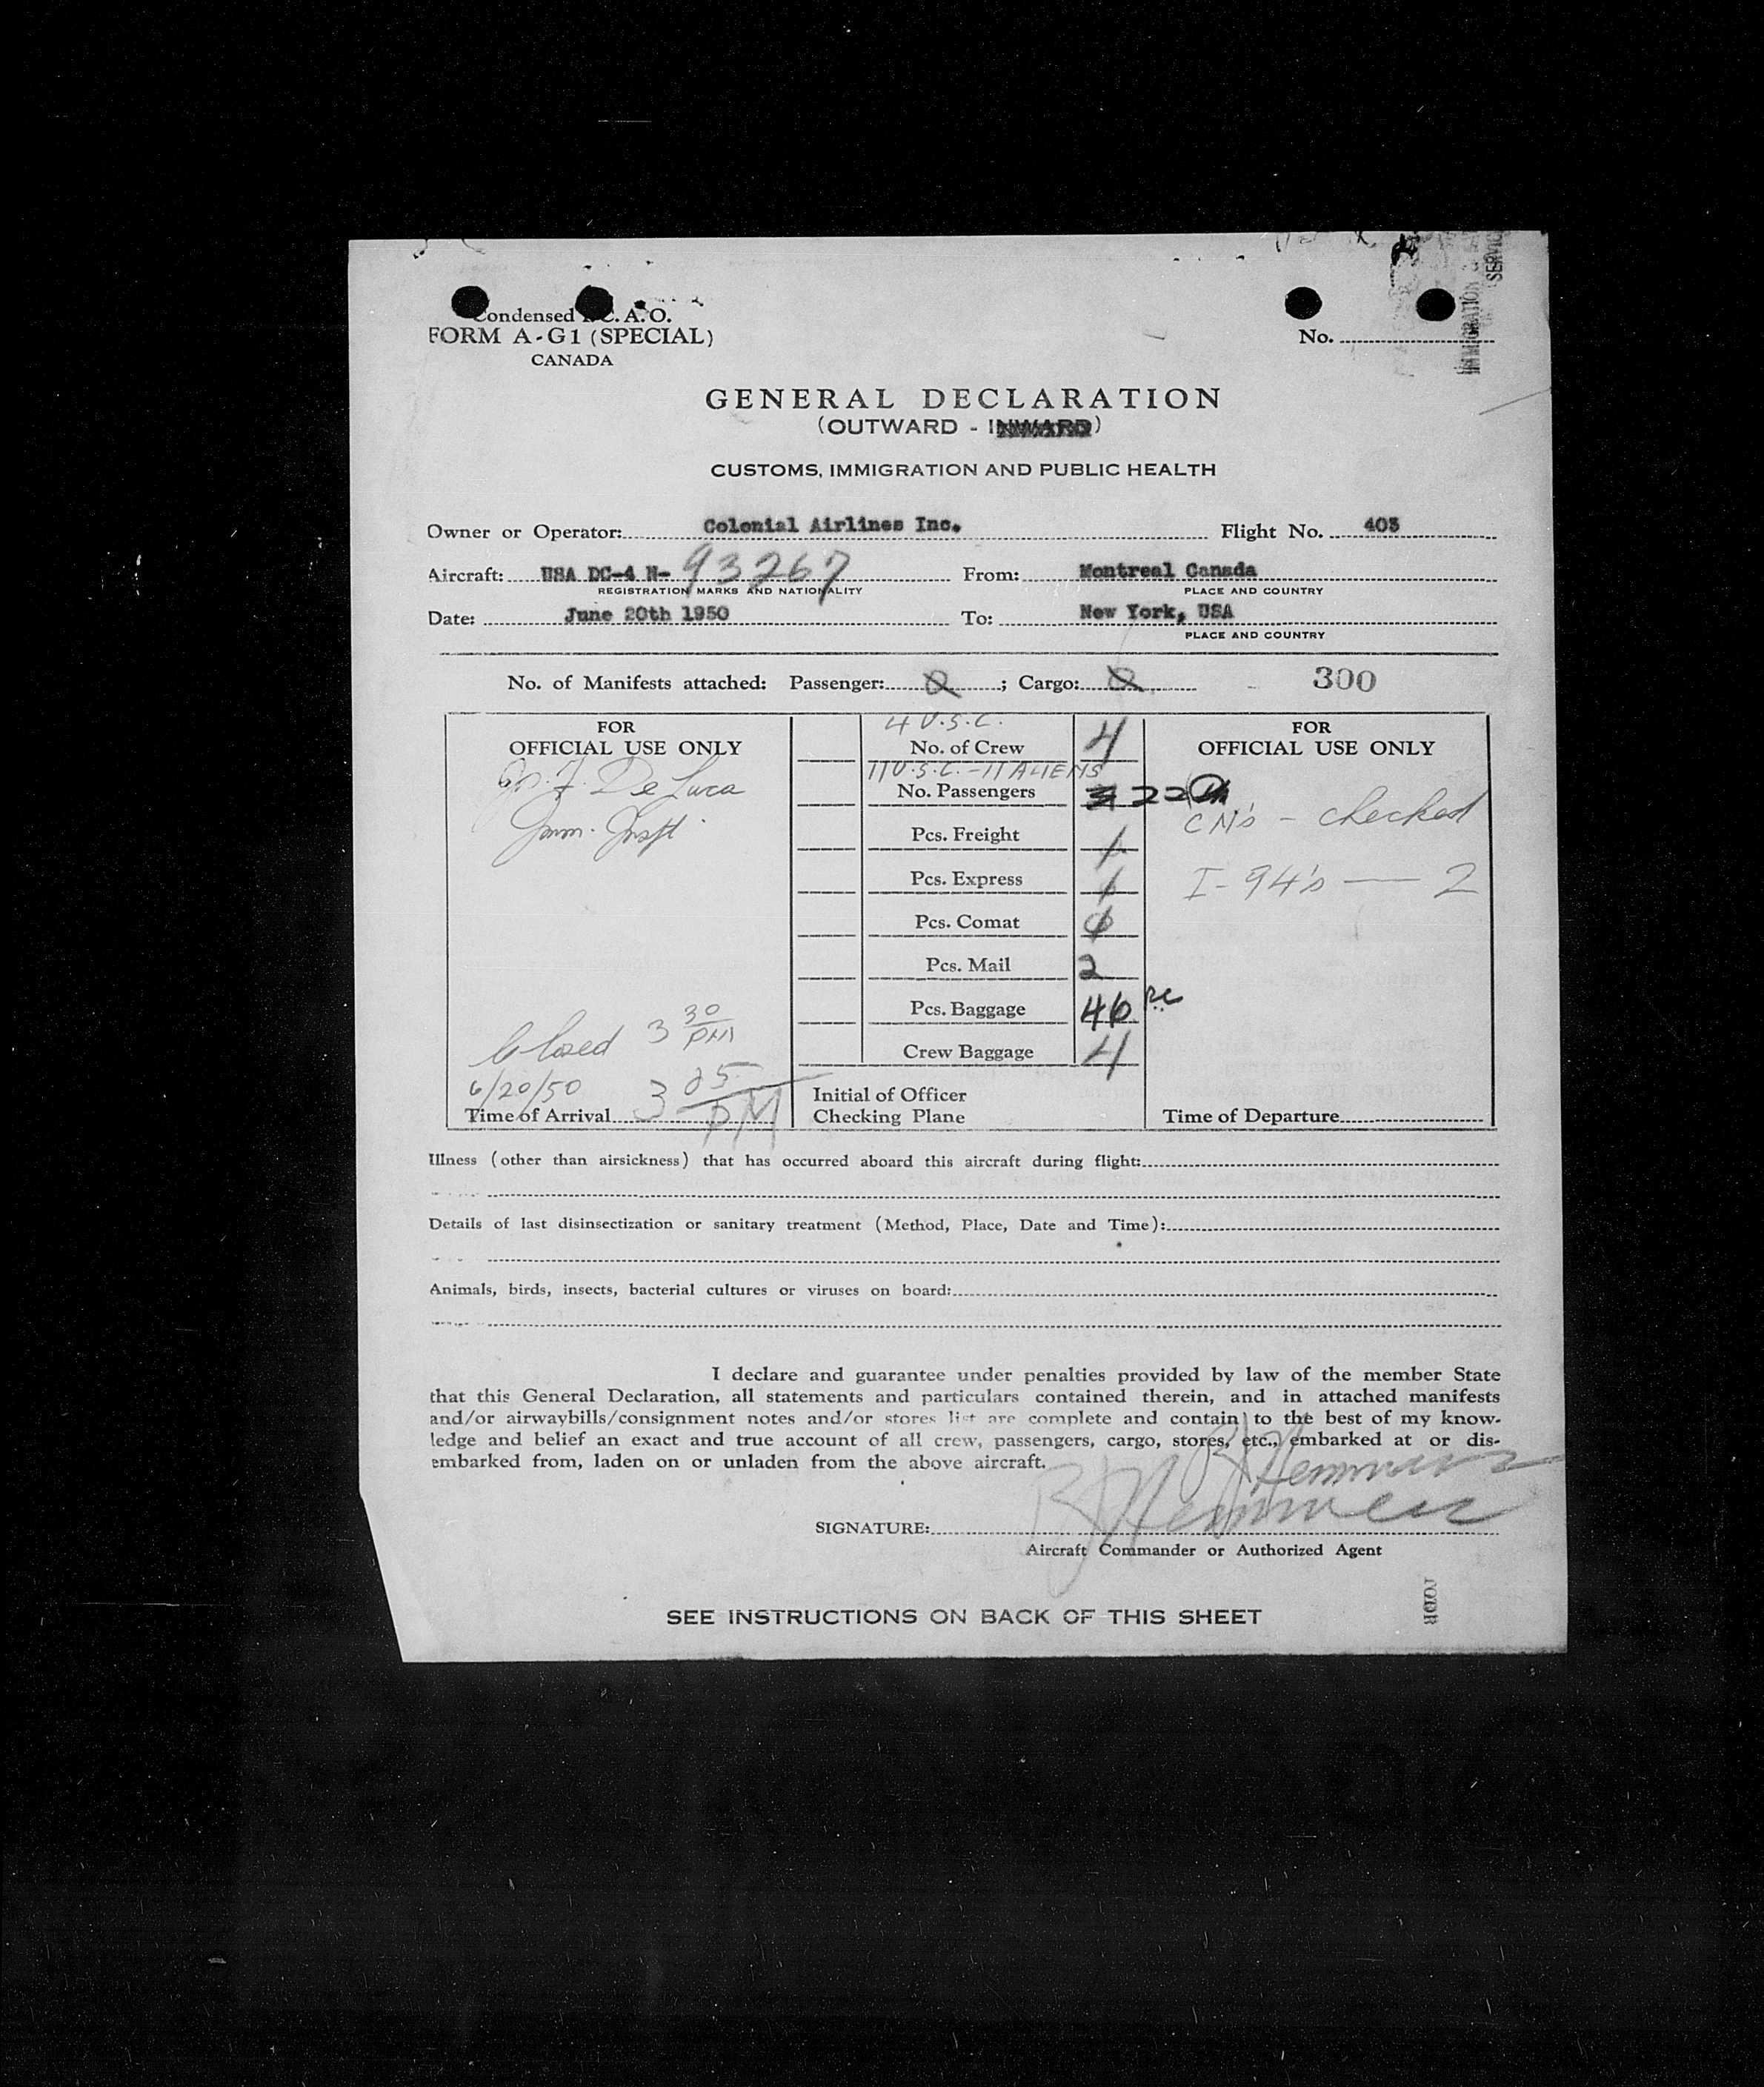 Condensed I.C.A.O.
FORM A-G1 (SPECIAL)
CANADA
No.
IMMIGRATION
SERVIC
GENERAL DECLARATION
(OUTWARD - INWARD)
CUSTOMS, IMMIGRATION AND PUBLIC HEALTH
Owner or Operator: Colonial Airlines Inc. Flight No. 403
Aircraft: USA DC-4 N- 93267 From: Montreal Canada
REGISTRATION MARKS AND NATIONALITY PLACE AND COUNTRY
Date: June 20th 1950 To: New York, USA
PLACE AND COUNTRY
No. of Manifests attached: Passenger: ; Cargo: 300
FOR
OFFICIAL USE ONLY
De Luca
Imm. Inspt.
Closed 3 30 PM
6/20/50
Time of Arrival 3 25 PM
4 U.S.C.
No. of Crew 4
11 U.S.C. - 11 ALIENS
No. Passengers 22
Pcs. Freight
Pcs. Express
Pcs. Comat
Pcs. Mail 2
Pcs. Baggage 46 pc
Crew Baggage 4
Initial of Officer
Checking Plane
FOR
OFFICIAL USE ONLY
CN's - checked
I-94's — 2
Time of Departure
Illness (other than airsickness) that has occurred aboard this aircraft during flight:
Details of last disinsectization or sanitary treatment (Method, Place, Date and Time):
Animals, birds, insects, bacterial cultures or viruses on board:
I declare and guarantee under penalties provided by law of the member State
that this General Declaration, all statements and particulars contained therein, and in attached manifests
and/or airwaybills/consignment notes and/or stores list are complete and contain to the best of my know-
ledge and belief an exact and true account of all crew, passengers, cargo, stores, etc., embarked at or dis-
embarked from, laden on or unladen from the above aircraft.
SIGNATURE:
Aircraft Commander or Authorized Agent
SEE INSTRUCTIONS ON BACK OF THIS SHEET